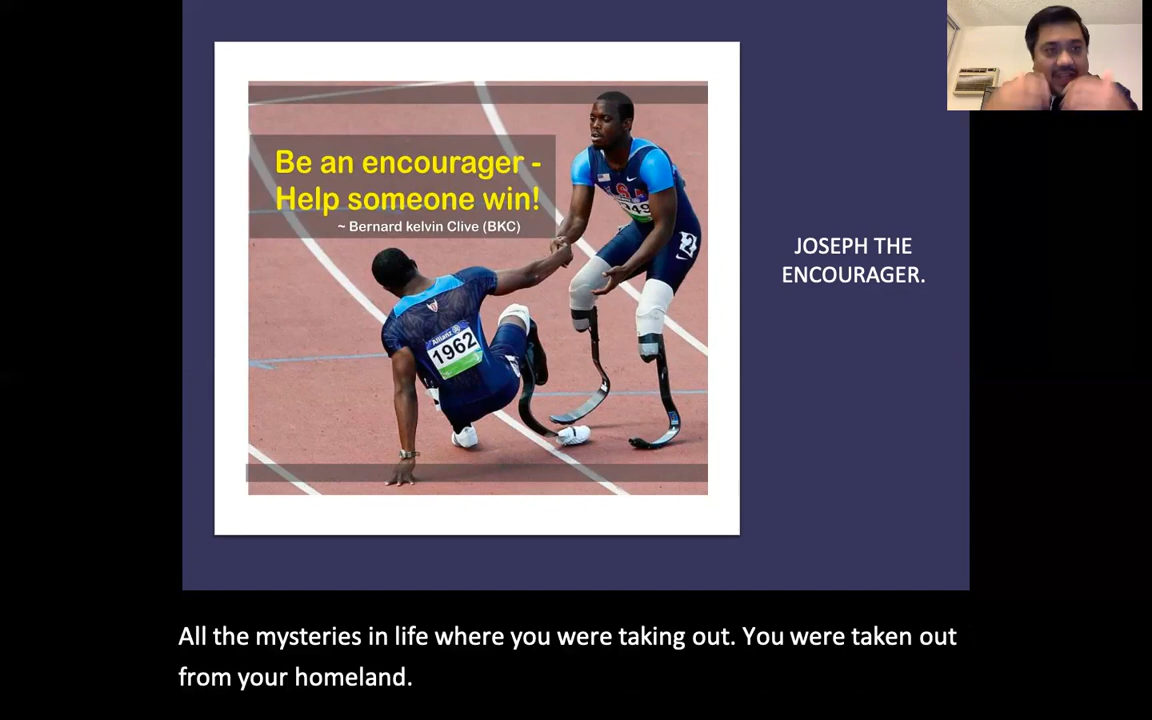 Be an encourager -
Help someone win!
~ Bernard kelvin Clive (BKC)
Allianz
1962
JOSEPH THE
ENCOURAGER.
All the mysteries in life where you were taking out. You were taken out
from your homeland.